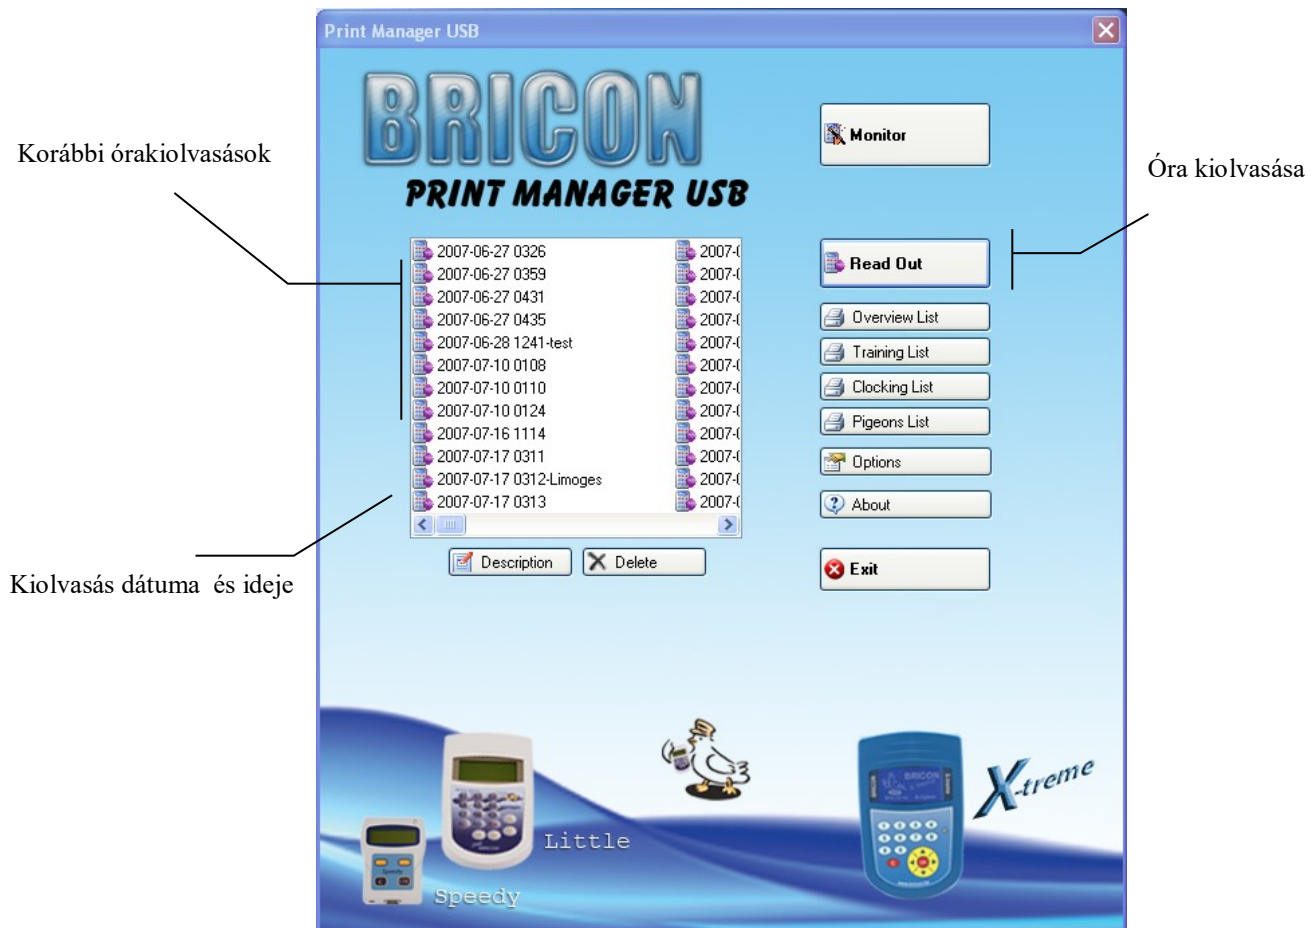 Print Manager USB
BRICON
PRINT MANAGER USB
Monitor
Korábbi órakiolvasások
Óra kiolvasása
2007-06-27 0326
2007-06-27 0359
2007-06-27 0431
2007-06-27 0435
2007-06-28 1241-test
2007-07-10 0108
2007-07-10 0110
2007-07-10 0124
2007-07-16 1114
2007-07-17 0311
2007-07-17 0312-Limoges
2007-07-17 0313
Read Out
Overview List
Training List
Clocking List
Pigeons List
Options
About
Description
Delete
Exit
Kiolvasás dátuma és ideje
X-treme
BRICON
Little
Speedy
Speedy